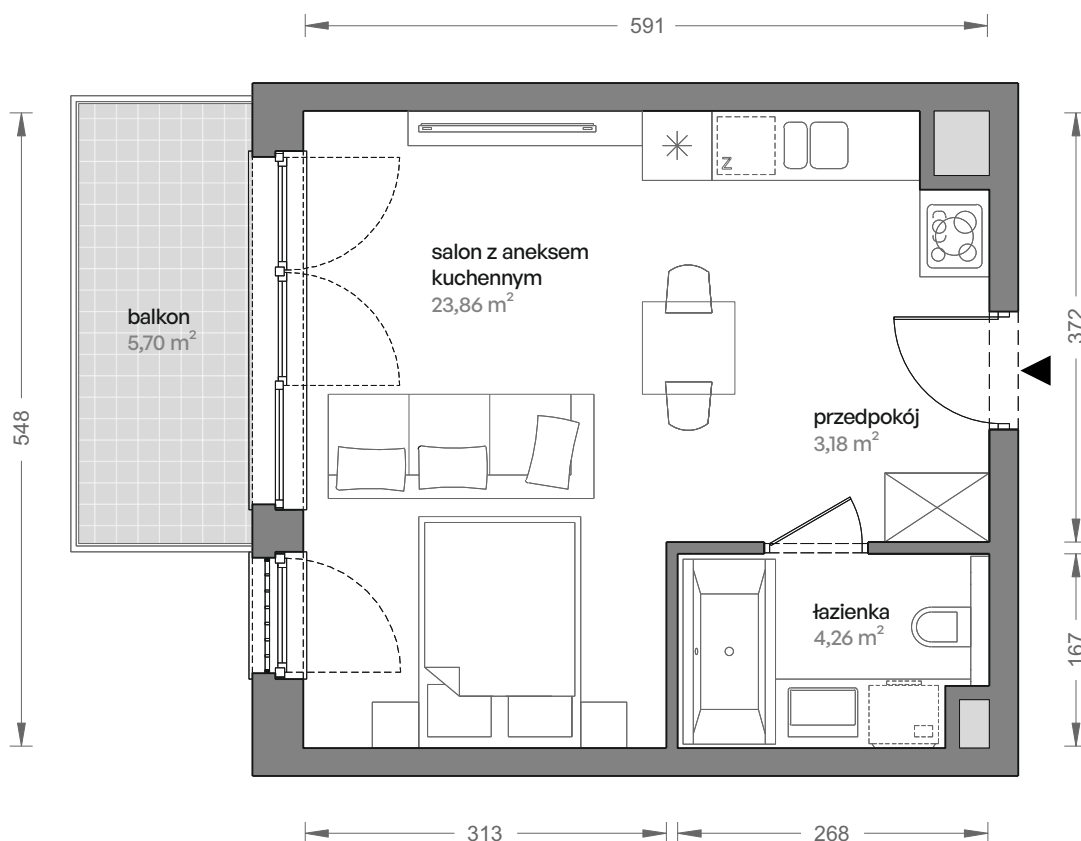 591
salon z aneksem
kuchennym
23,86 m²
balkon
5,70 m²
548
372
przedpokój
3,18 m²
łazienka
4,26 m²
167
313
268
z